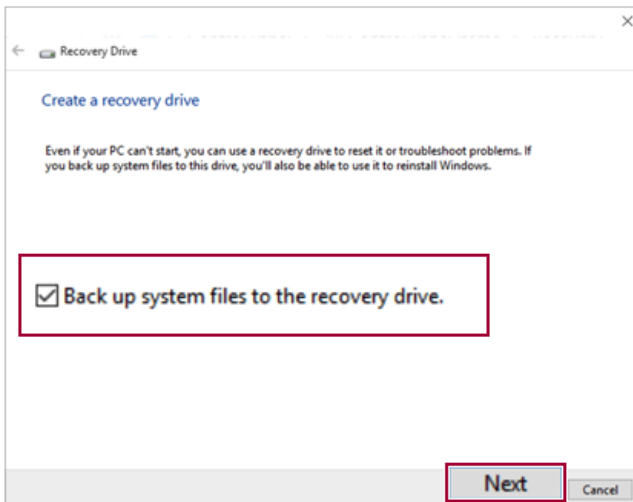 Recovery Drive
Create a recovery drive
Even if your PC can't start, you can use a recovery drive to reset it or troubleshoot problems. If
you back up system files to this drive, you'll also be able to use it to reinstall Windows.
Back up system files to the recovery drive.
Next
Cancel